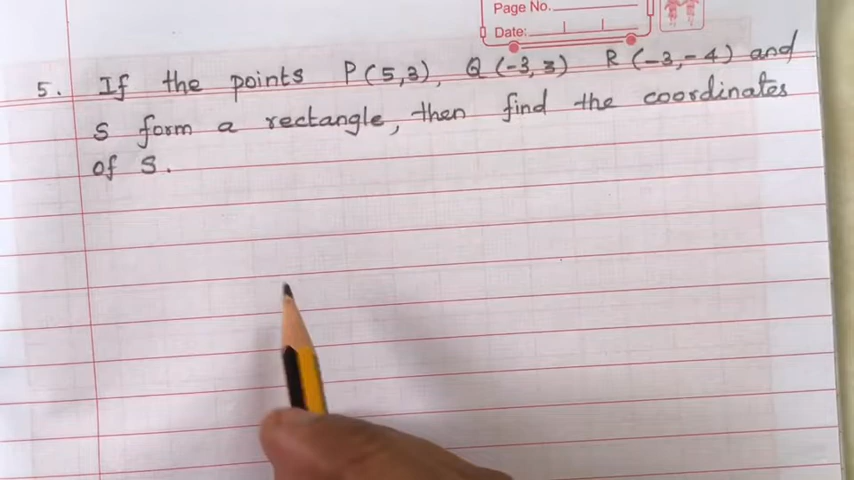 Page No.
Date:
5. If the points P(5,3), Q(-3,3) R(-3,-4) and
S form a rectangle, then find the coordinates
of S.